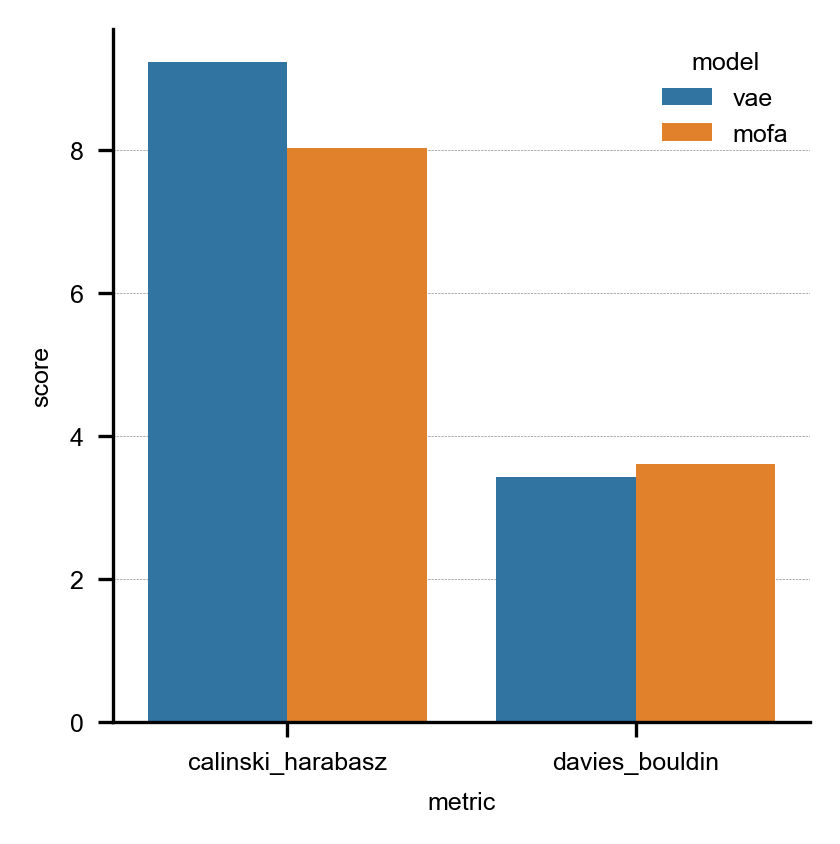 model
vae
mofa
8
6
4
2
0
score
calinski_harabasz
davies_bouldin
metric